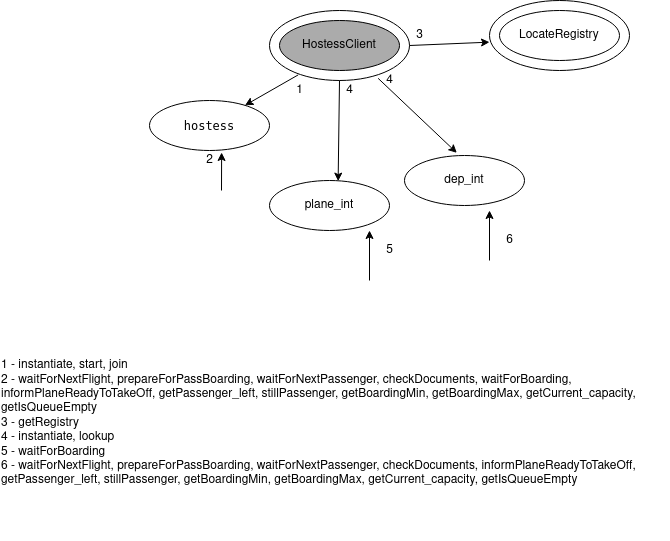 HostessClient
3
LocateRegistry
1
4
4
hostess
2
plane_int
dep_int
5
6
1 - instantiate, start, join
2 - waitForNextFlight, prepareForPassBoarding, waitForNextPassenger, checkDocuments, waitForBoarding,
informPlaneReadyToTakeOff, getPassenger_left, stillPassenger, getBoardingMin, getBoardingMax, getCurrent_capacity,
getIsQueueEmpty
3 - getRegistry
4 - instantiate, lookup
5 - waitForBoarding
6 - waitForNextFlight, prepareForPassBoarding, waitForNextPassenger, checkDocuments, informPlaneReadyToTakeOff,
getPassenger_left, stillPassenger, getBoardingMin, getBoardingMax, getCurrent_capacity, getIsQueueEmpty